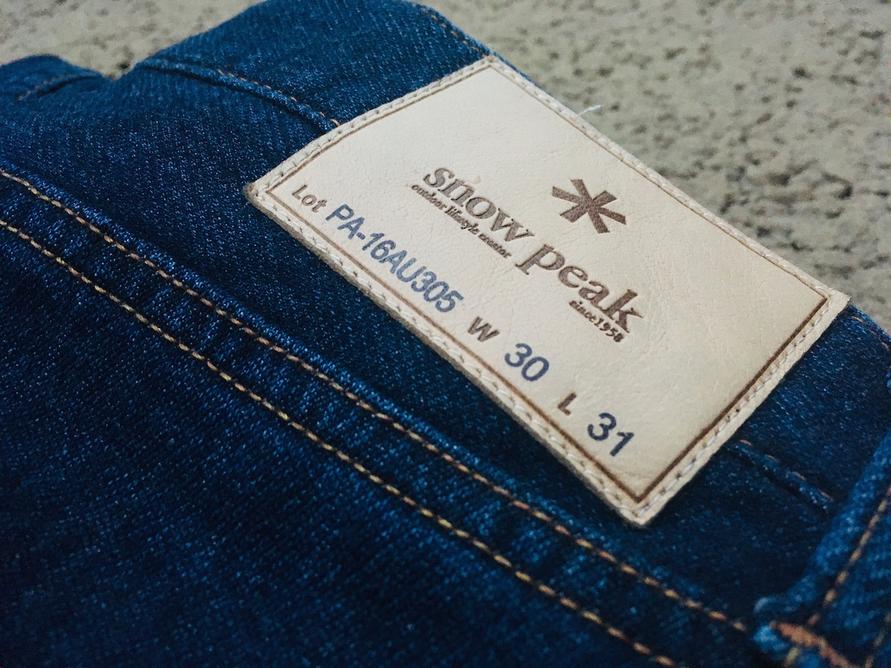 snow peak
outdoor lifestyle creator
since1958
Lot PA-16AU305 W 30 L 31